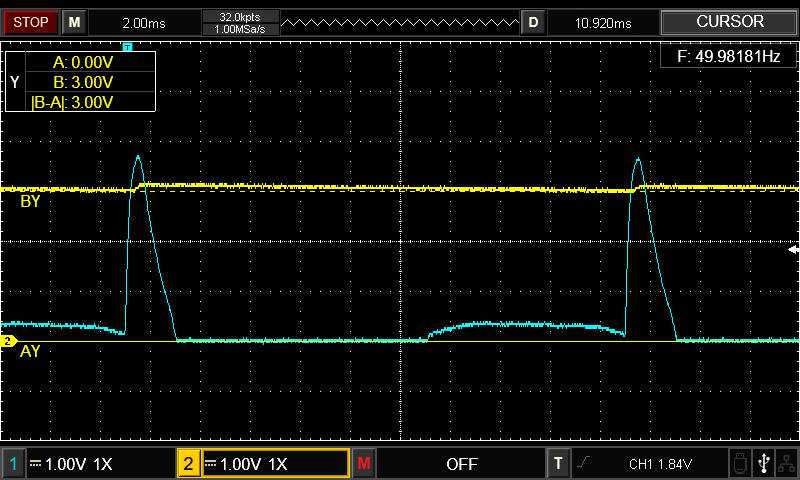 STOP M 2.00ms 32.0kpts D 10.920ms CURSOR
1.00MSa/s
T
F: 49.98181Hz
A: 0.00V
Y B: 3.00V
|B-A|: 3.00V
BY
2
AY
1 1.00V 1X 2 1.00V 1X M OFF T CH1 1.84V